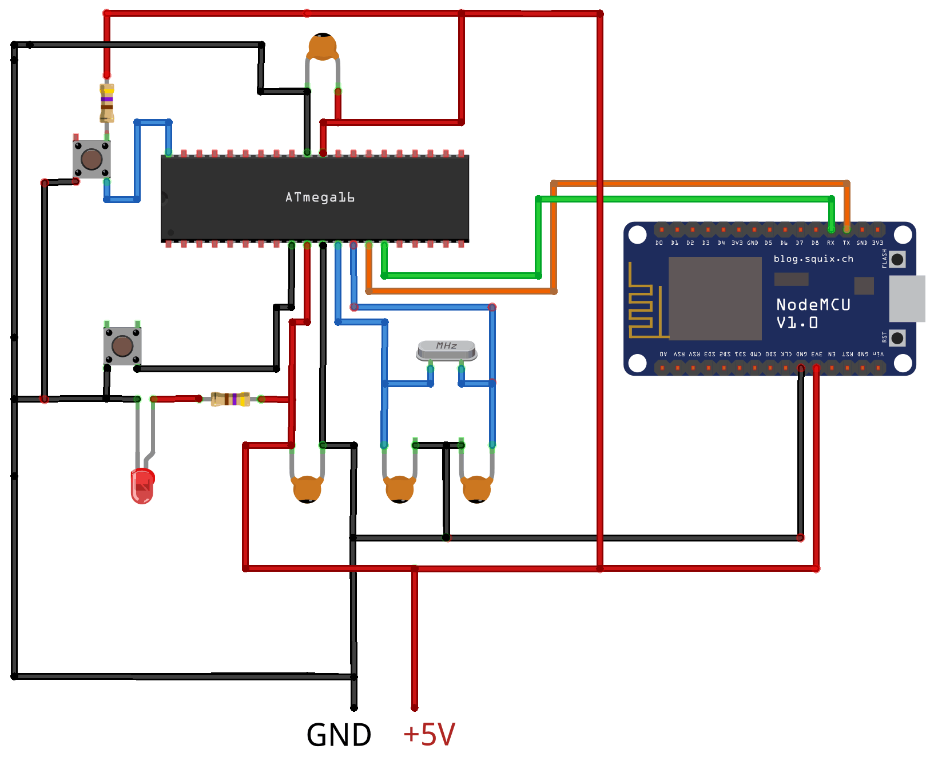 ATmega16
D0 D1 D2 D3 D4 3V3 GND D5 D6 D7 D8 RX TX GND 3V3
blog.squix.ch
FLASH
NodeMCU
V1.0
MHz
RST
A0 RSV RSV SD3 SD2 SD1 CMD SD0 CLK GND 3V3 EN RST GND VIN
GND +5V